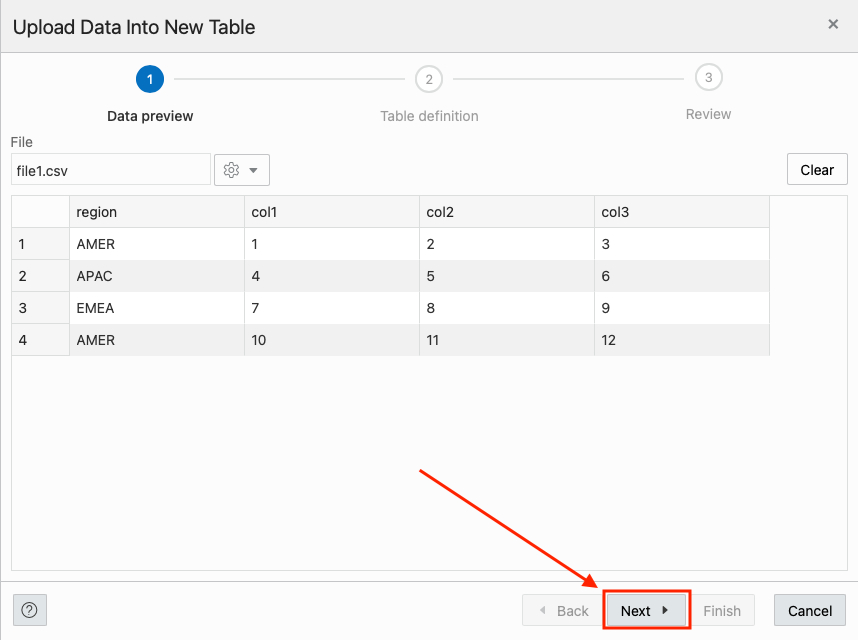 Upload Data Into New Table
1 2 3
Data preview Table definition Review
File
file1.csv Clear
region col1 col2 col3
1 AMER 1 2 3
2 APAC 4 5 6
3 EMEA 7 8 9
4 AMER 10 11 12
? Back Next Finish Cancel